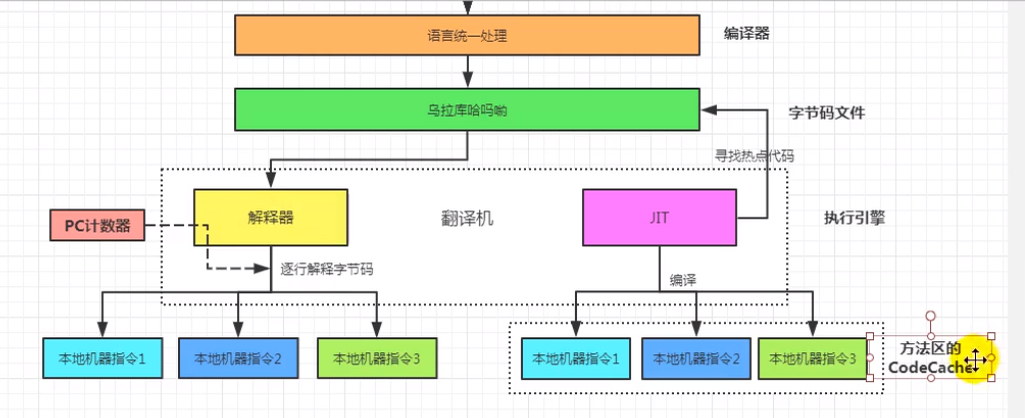 语言统一处理
编译器
乌拉库哈吗哟
字节码文件
寻找热点代码
PC计数器
解释器
翻译机
JIT
执行引擎
逐行解释字节码
编译
本地机器指令1
本地机器指令2
本地机器指令3
本地机器指令1
本地机器指令2
本地机器指令3
方法区的
CodeCache